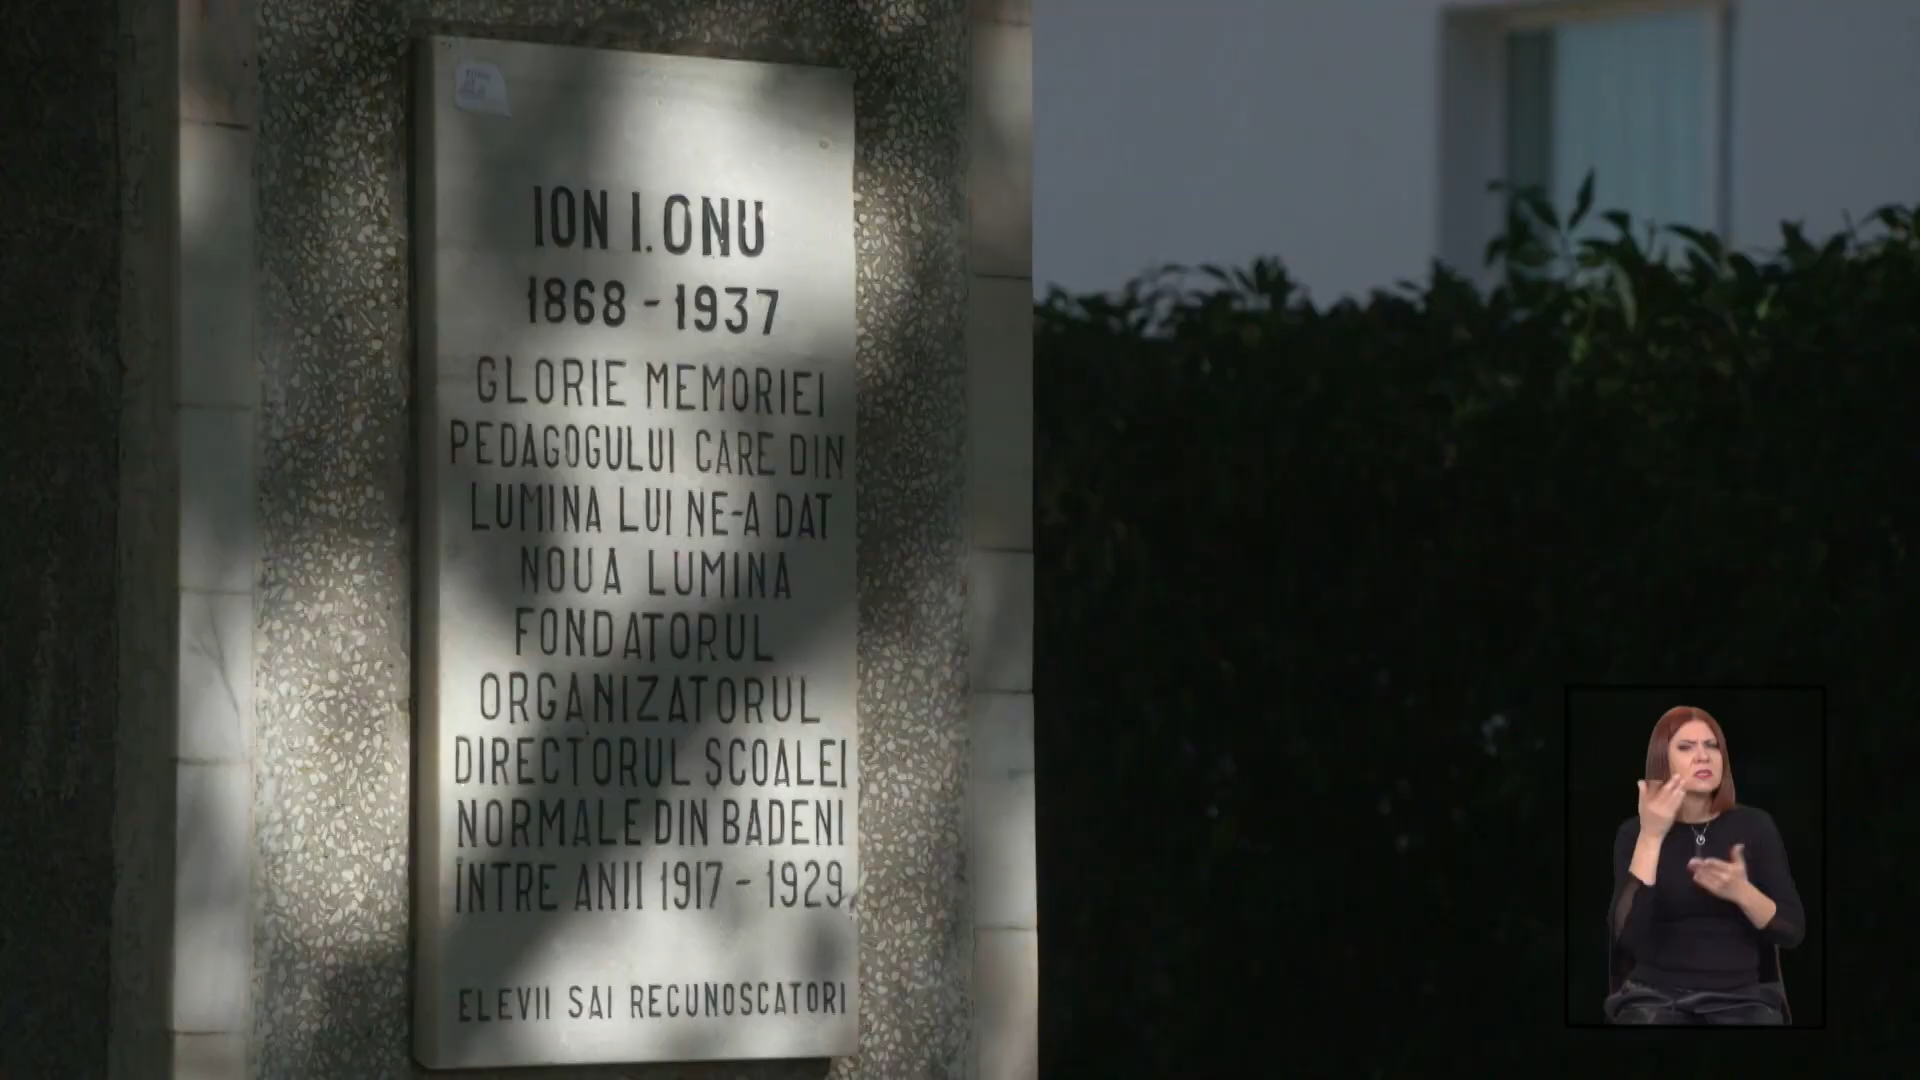 ION I. ONU
1868 - 1937
GLORIE MEMORIEI
PEDAGOGULUI CARE DIN
LUMINA LUI NE-A DAT
NOUA LUMINA
FONDATORUL
ORGANIZATORUL
DIRECTORUL ȘCOALEI
NORMALE DIN BADENI
ÎNTRE ANII 1917 - 1929
ELEVII SAI RECUNOSCATORI